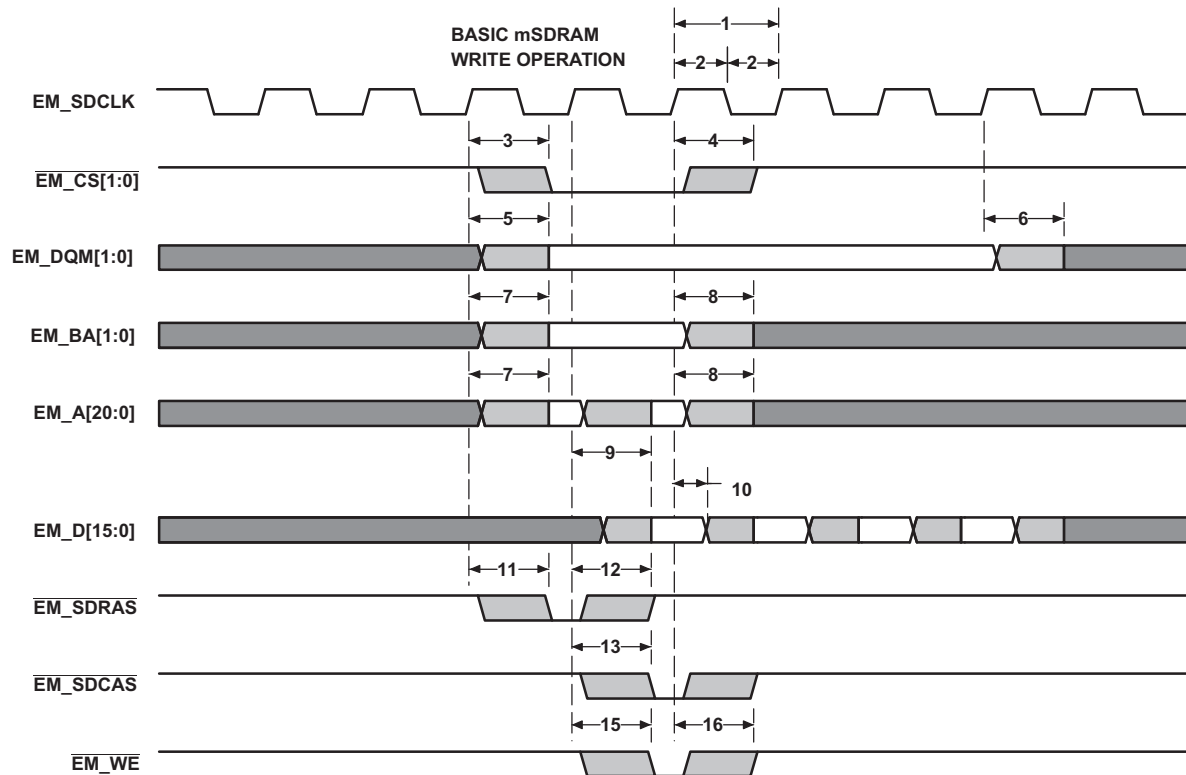 BASIC mSDRAM
WRITE OPERATION
1
2 2
EM_SDCLK
3 4
EM_CS[1:0]
5 6
EM_DQM[1:0]
7 8
EM_BA[1:0]
7 8
EM_A[20:0]
9
10
EM_D[15:0]
11 12
EM_SDRAS
13
EM_SDCAS
15 16
EM_WE